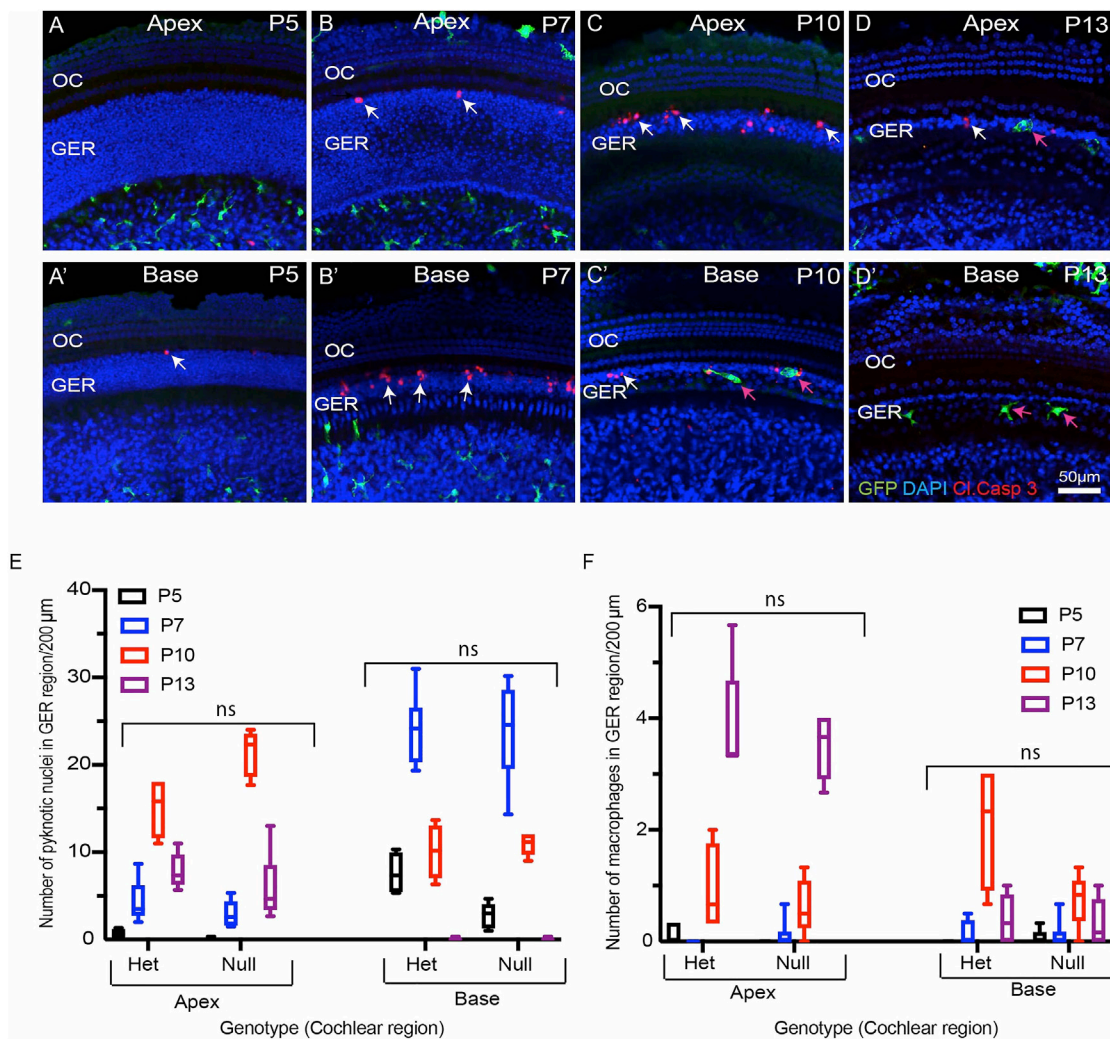 A Apex P5
OC
GER
B Apex P7
OC
GER
C Apex P10
OC
GER
D Apex P13
OC
GER
A' Base P5
OC
GER
B' Base P7
OC
GER
C' Base P10
OC
GER
D' Base P13
OC
GER
GFP DAPI Cl.Casp 3
50µm
E
Number of pyknotic nuclei in GER region/200 µm
40
30
20
10
0
P5
P7
P10
P13
ns
ns
Het Null Het Null
Apex Base
Genotype (Cochlear region)
F
Number of macrophages in GER region/200 µm
6
4
2
0
ns
P5
P7
P10
P13
ns
Het Null Het Null
Apex Base
Genotype (Cochlear region)